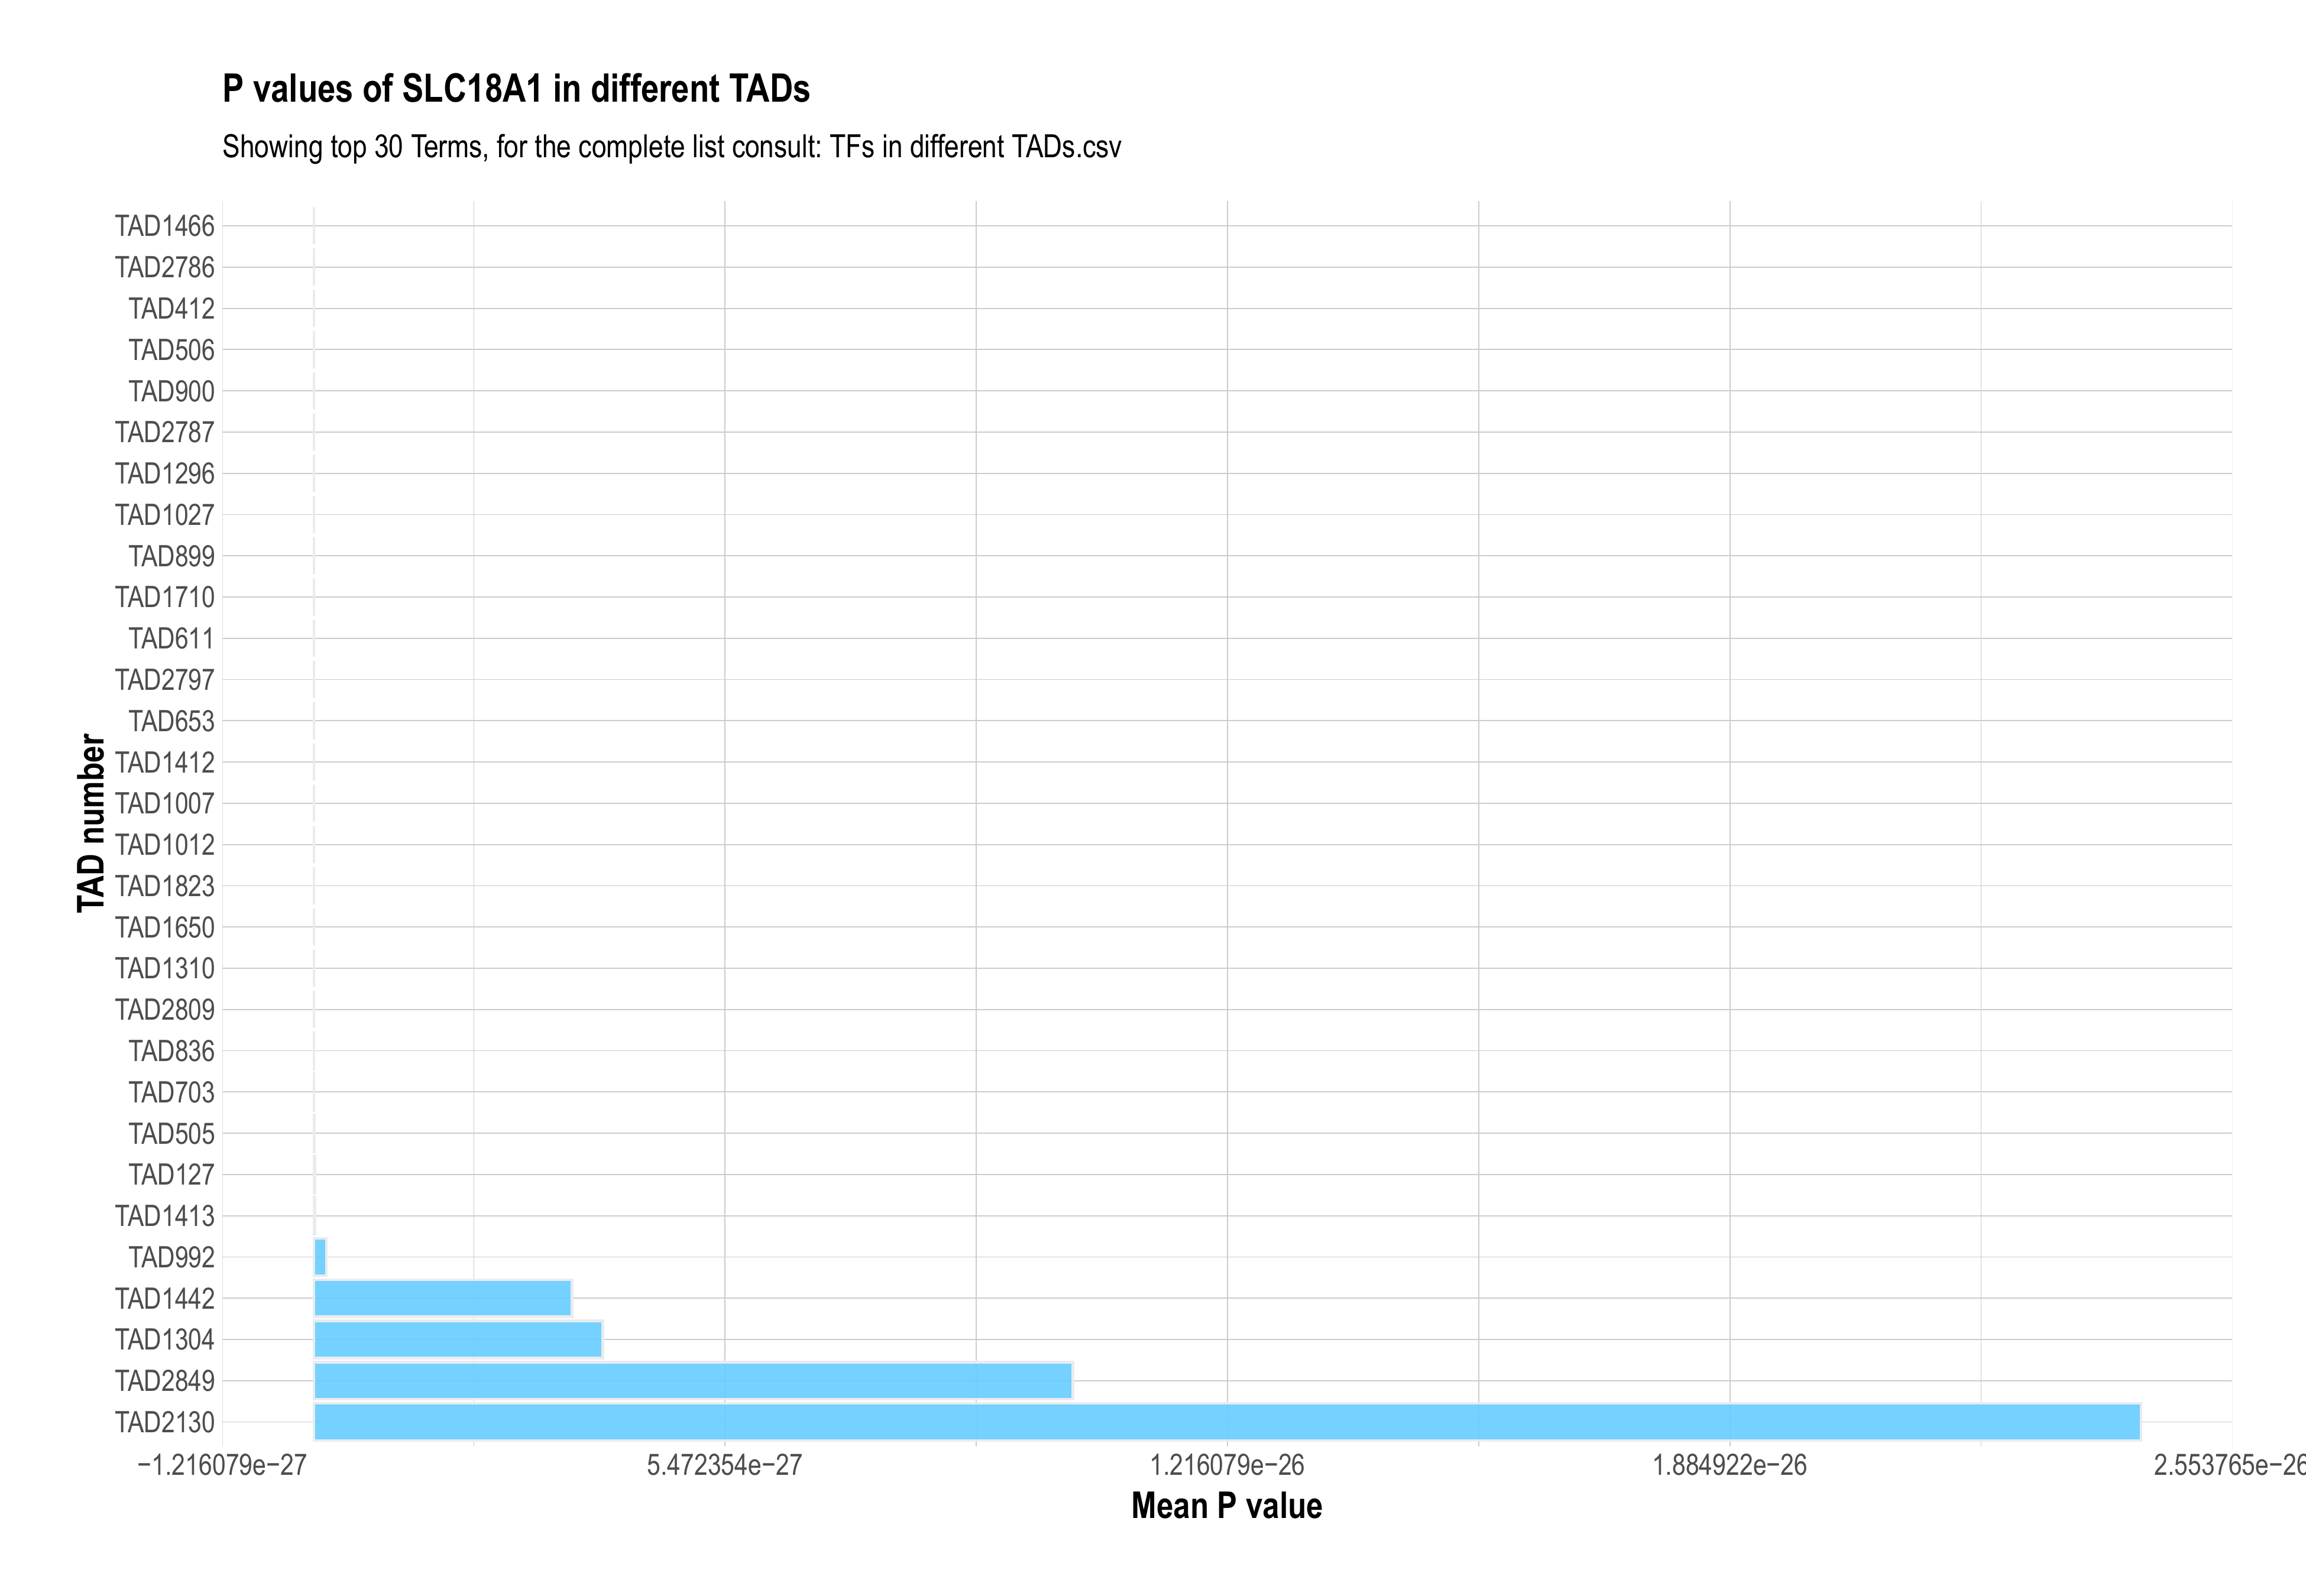 P values of SLC18A1 in different TADs
Showing top 30 Terms, for the complete list consult: TFs in different TADs.csv
TAD number
TAD1466
TAD2786
TAD412
TAD506
TAD900
TAD2787
TAD1296
TAD1027
TAD899
TAD1710
TAD611
TAD2797
TAD653
TAD1412
TAD1007
TAD1012
TAD1823
TAD1650
TAD1310
TAD2809
TAD836
TAD703
TAD505
TAD127
TAD1413
TAD992
TAD1442
TAD1304
TAD2849
TAD2130
−1.216079e−27 5.472354e−27 1.216079e−26 1.884922e−26 2.553765e−26
Mean P value